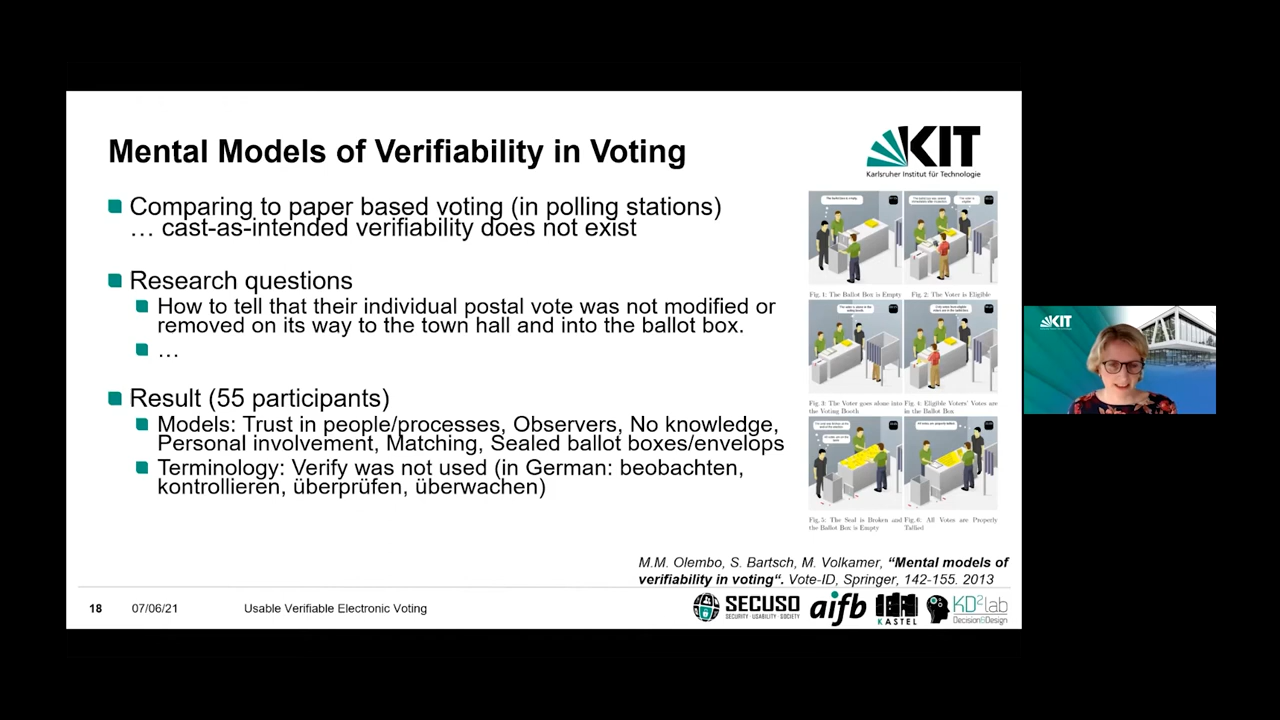 Mental Models of Verifiability in Voting
KIT
Karlsruher Institut für Technologie
Comparing to paper based voting (in polling stations)
… cast-as-intended verifiability does not exist
Research questions
How to tell that their individual postal vote was not modified or
removed on its way to the town hall and into the ballot box.
…
Result (55 participants)
Models: Trust in people/processes, Observers, No knowledge,
Personal involvement, Matching, Sealed ballot boxes/envelops
Terminology: Verify was not used (in German: beobachten,
kontrollieren, überprüfen, überwachen)
Fig. 1: The Ballot Box is Empty
Fig. 2: The Voter is Eligible
Fig. 3: The Voter goes alone into
the Voting Booth
Fig. 4: Eligible Voters' Votes are
in the Ballot Box
Fig. 5: The Seal is Broken and
the Ballot Box is Empty
Fig. 6: All Votes are Properly
Tallied
KIT
M.M. Olembo, S. Bartsch, M. Volkamer, “Mental models of
verifiability in voting“. Vote-ID, Springer, 142-155. 2013
18
07/06/21
Usable Verifiable Electronic Voting
SECUSO
SECURITY · USABILITY · SOCIETY
aifb
KASTEL
KD²lab
Decision&Design